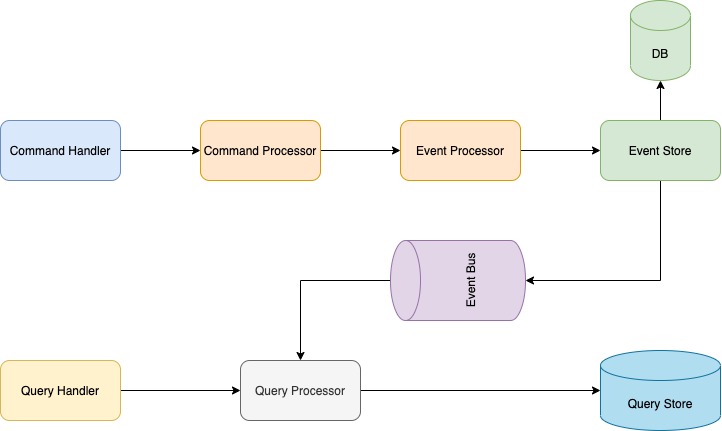 DB
Command Handler
Command Processor
Event Processor
Event Store
Event Bus
Query Handler
Query Processor
Query Store